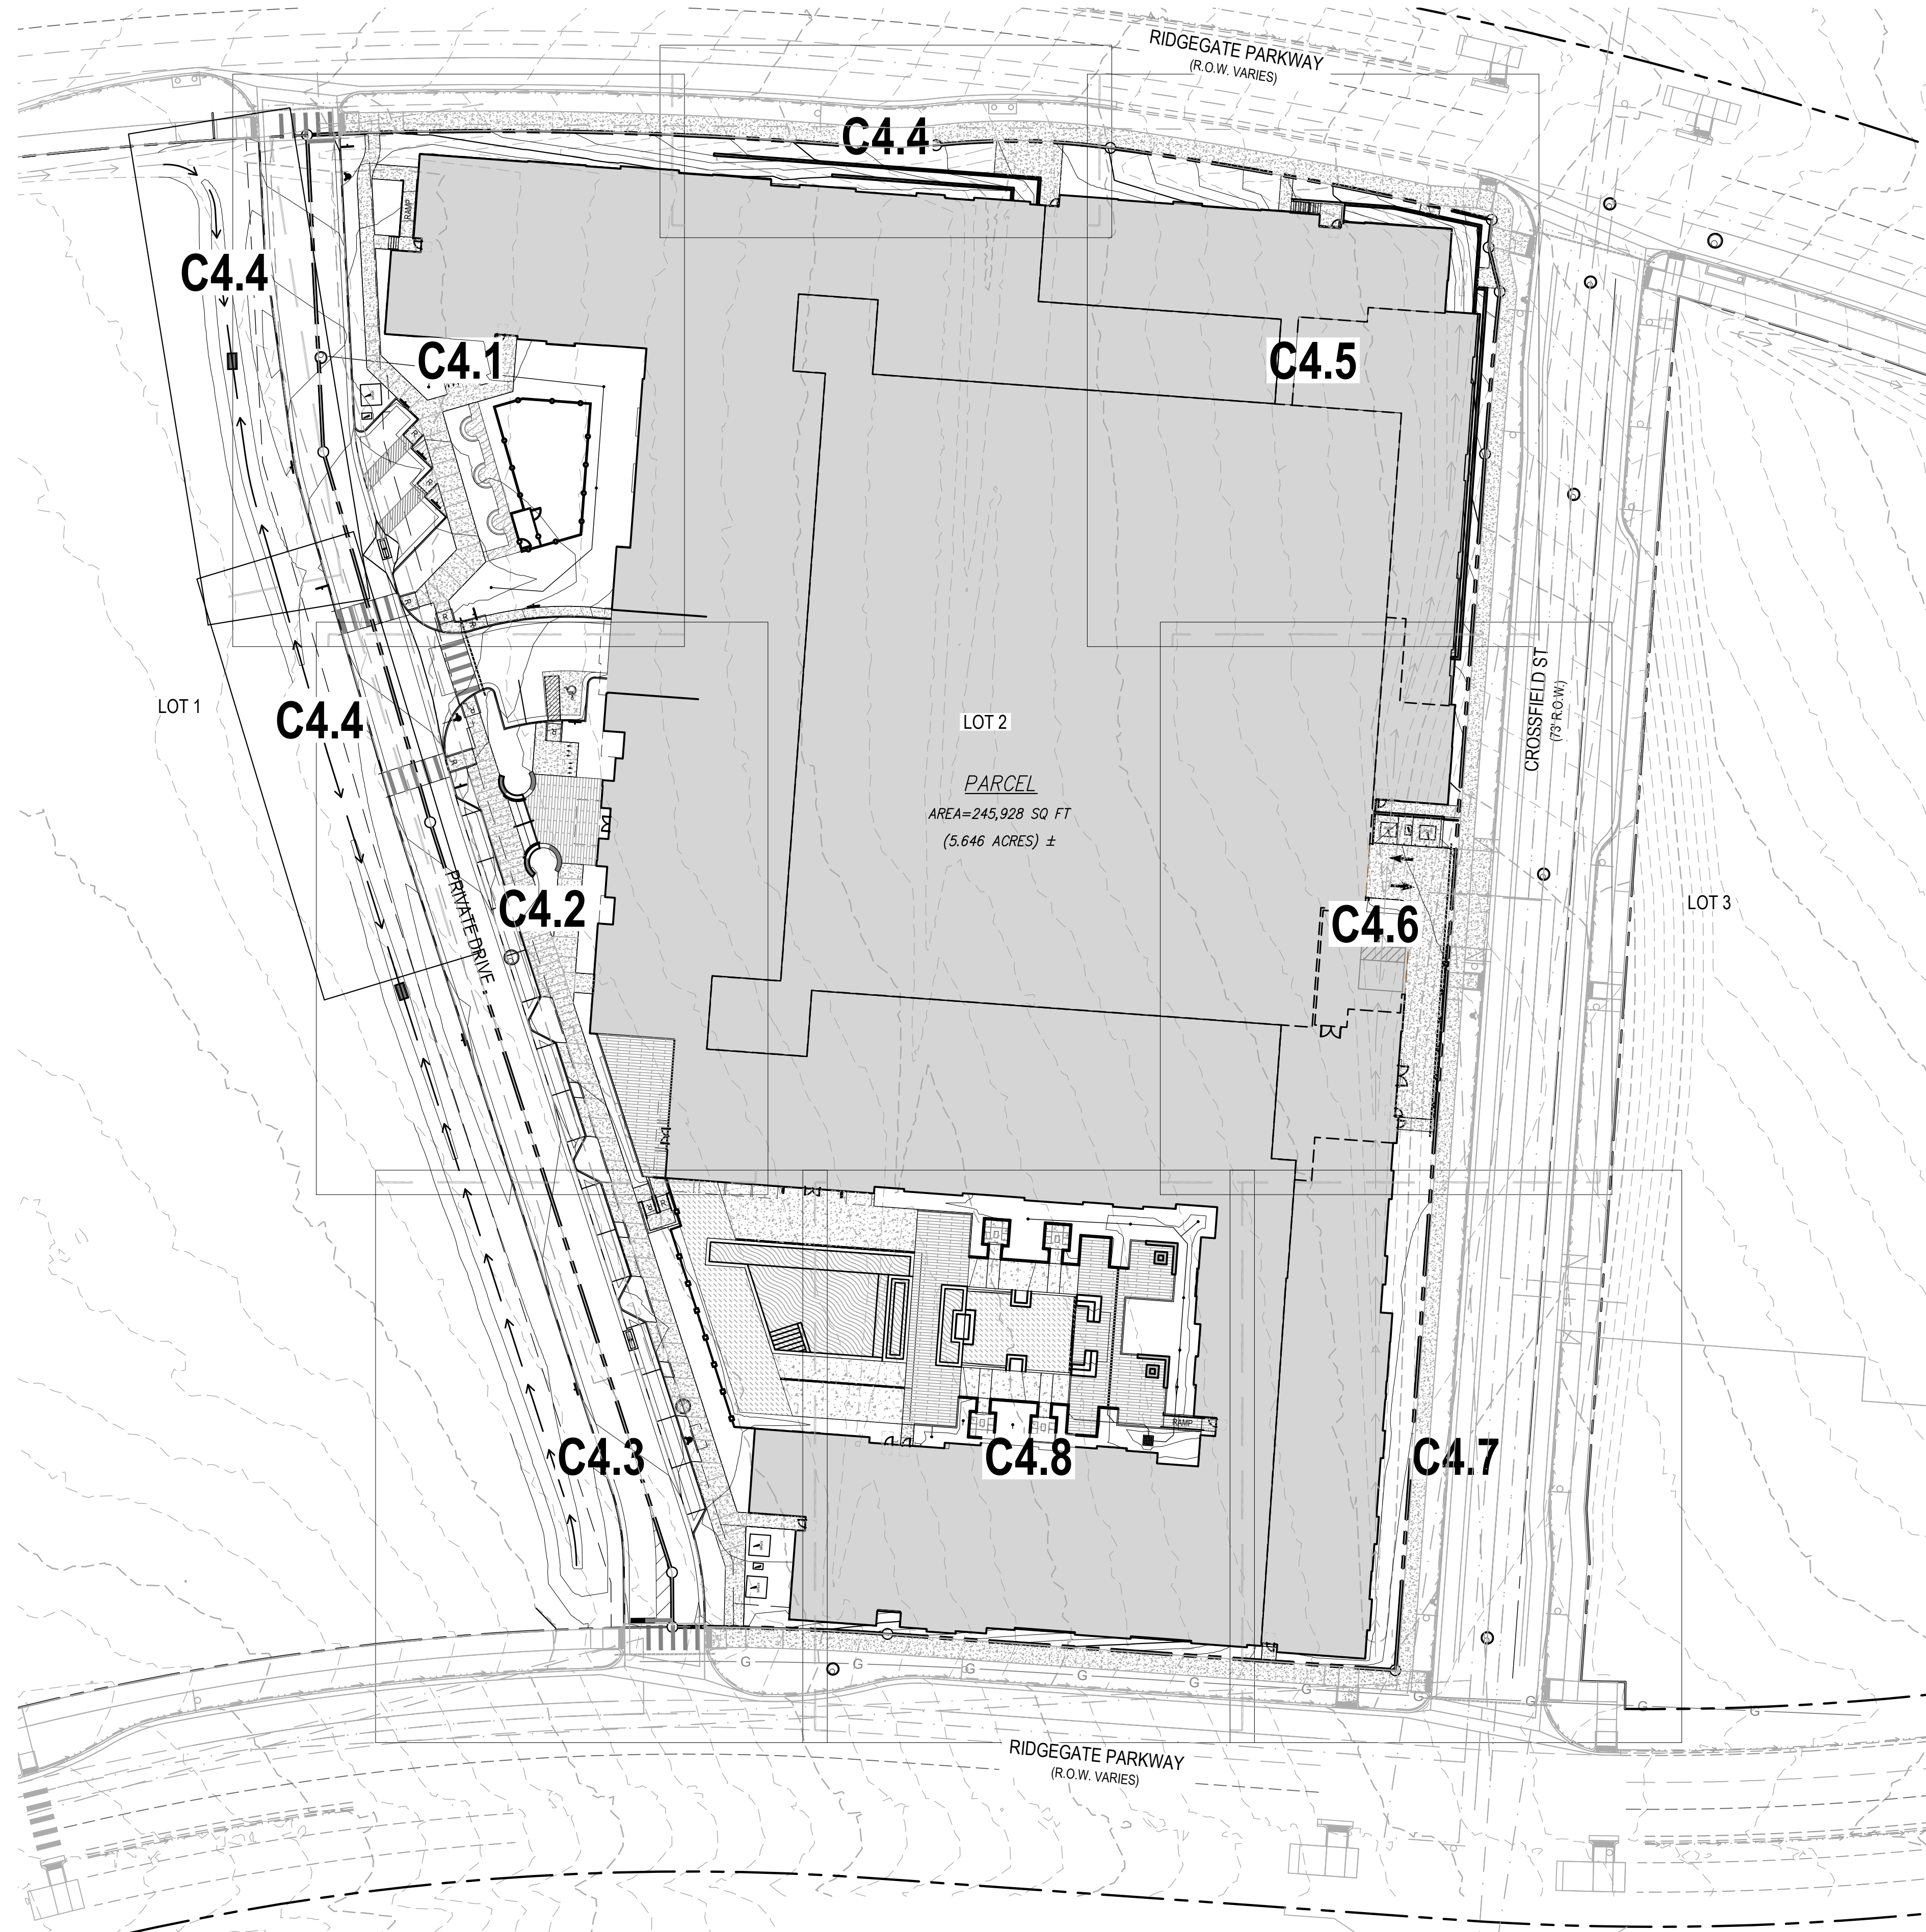 RIDGEGATE PARKWAY
(R.O.W. VARIES)
C4.4
RAMP
C4.4
C4.1
C4.5
R
R
R
R
R
LOT 1
C4.4
R
R
R
LOT 2
PARCEL
AREA=245,928 SQ FT
(5.646 ACRES) ±
CROSSFIELD ST
(73' R.O.W.)
PRIVATE DRIVE
C4.2
C4.6
LOT 3
R
R
RAMP
C4.3
C4.8
C4.7
G
G
G
G
G
G
G
G
G
G
RIDGEGATE PARKWAY
(R.O.W. VARIES)